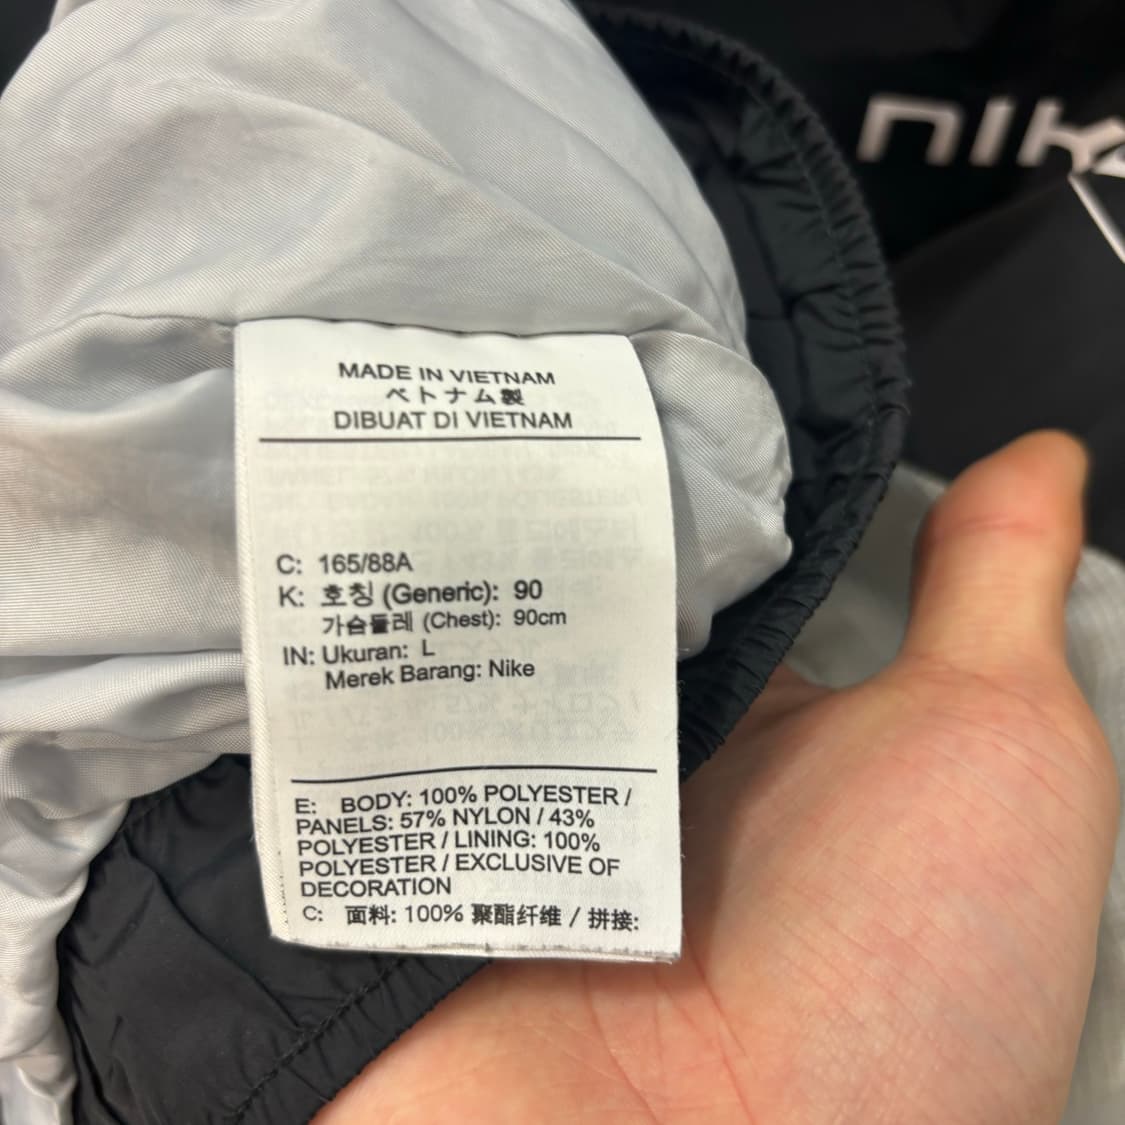 MADE IN VIETNAM
ベトナム製
DIBUAT DI VIETNAM
C: 165/88A
K: 호칭 (Generic): 90
가슴둘레 (Chest): 90cm
IN: Ukuran: L
Merek Barang: Nike
E: BODY: 100% POLYESTER /
PANELS: 57% NYLON / 43%
POLYESTER / LINING: 100%
POLYESTER / EXCLUSIVE OF
DECORATION
C: 面料: 100% 聚酯纤维 / 拼接: